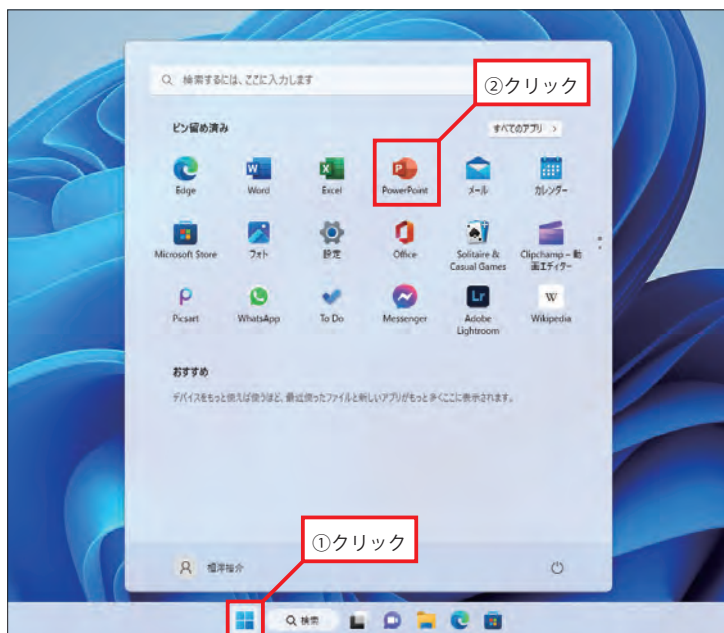 検索するには、ここに入力します
②クリック
ピン留め済み
すべてのアプリ >
Edge
Word
Excel
PowerPoint
メール
カレンダー
Microsoft Store
フォト
設定
Office
Solitaire &
Casual Games
Clipchamp – 動
画エディター
Picsart
WhatsApp
To Do
Messenger
Lr
Adobe
Lightroom
W
Wikipedia
おすすめ
デバイスをもっと使えば使うほど、最近使ったファイルと新しいアプリがもっと多くここに表示されます。
①クリック
検索